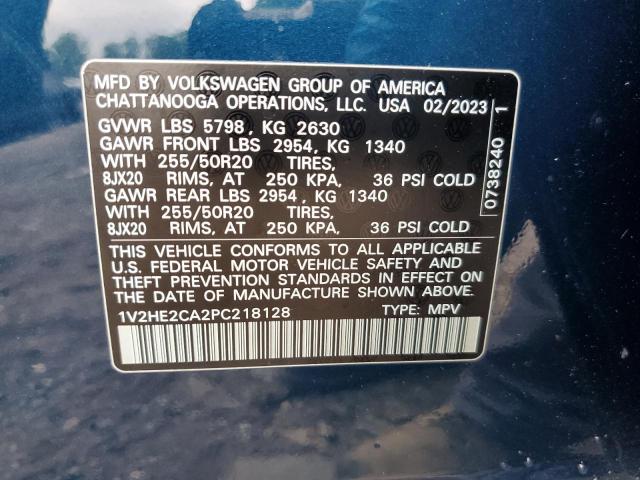 MFD BY VOLKSWAGEN GROUP OF AMERICA
CHATTANOOGA OPERATIONS, LLC. USA 02/2023
GVWR LBS 5798, KG 2630
GAWR FRONT LBS 2954, KG 1340
WITH 255/50R20 TIRES,
8JX20 RIMS, AT 250 KPA, 36 PSI COLD
GAWR REAR LBS 2954, KG 1340
WITH 255/50R20 TIRES,
8JX20 RIMS, AT 250 KPA, 36 PSI COLD
THIS VEHICLE CONFORMS TO ALL APPLICABLE
U.S. FEDERAL MOTOR VEHICLE SAFETY AND
THEFT PREVENTION STANDARDS IN EFFECT ON
THE DATE OF MANUFACTURE SHOWN ABOVE.
1V2HE2CA2PC218128 TYPE: MPV
0738240 1